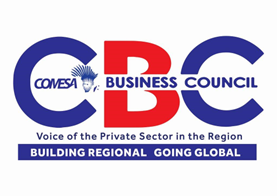 CBC
COMESA BUSINESS COUNCIL
Voice of the Private Sector in the Region
BUILDING REGIONAL GOING GLOBAL